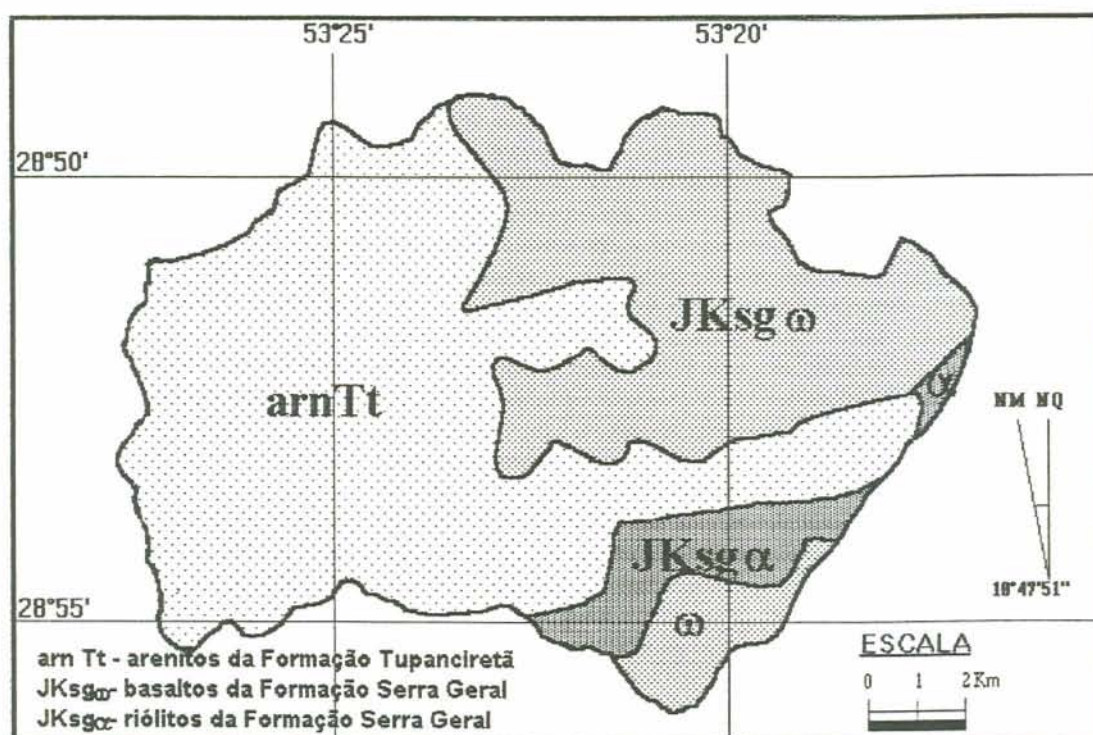 53°25' 53°20'
28°50'
JKsg ω
arnTt
α
NM NQ
JKsg α
10°47'51"
28°55'
ω
ESCALA
arn Tt - arenitos da Formação Tupanciretã
0 1 2Km
JKsgω- basaltos da Formação Serra Geral
JKsgα- riólitos da Formação Serra Geral